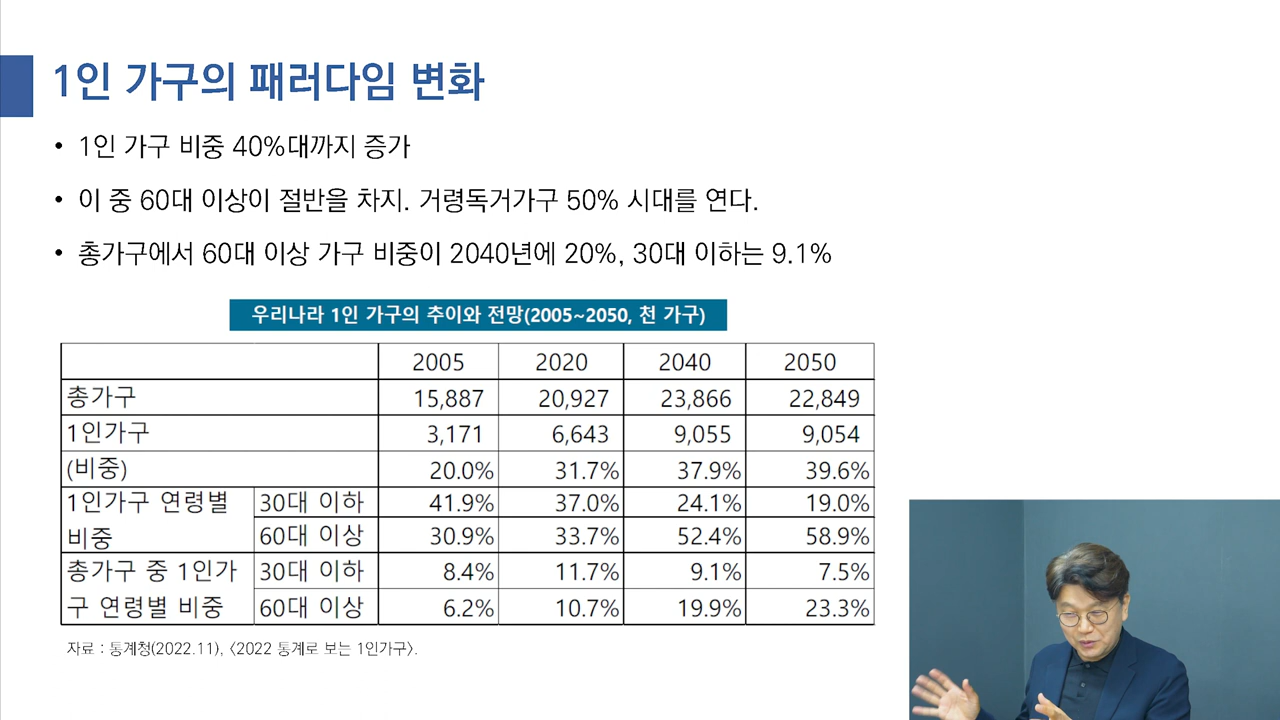 1인 가구의 패러다임 변화
• 1인 가구 비중 40%대까지 증가
• 이 중 60대 이상이 절반을 차지. 거령독거가구 50% 시대를 연다.
• 총가구에서 60대 이상 가구 비중이 2040년에 20%, 30대 이하는 9.1%
우리나라 1인 가구의 추이와 전망(2005~2050, 천 가구)
2005 2020 2040 2050
총가구 15,887 20,927 23,866 22,849
1인가구 3,171 6,643 9,055 9,054
(비중) 20.0% 31.7% 37.9% 39.6%
1인가구 연령별 비중 30대 이하 41.9% 37.0% 24.1% 19.0%
60대 이상 30.9% 33.7% 52.4% 58.9%
총가구 중 1인가구 연령별 비중 30대 이하 8.4% 11.7% 9.1% 7.5%
60대 이상 6.2% 10.7% 19.9% 23.3%
자료 : 통계청(2022.11), <2022 통계로 보는 1인가구>.